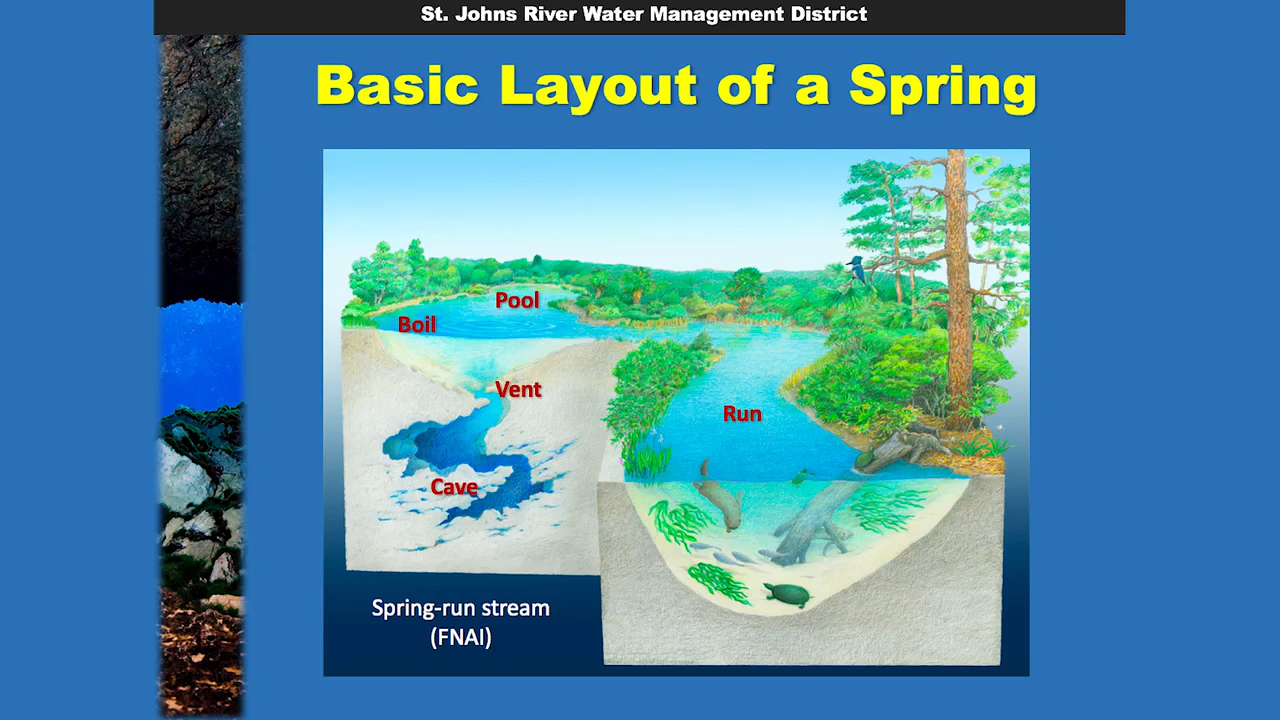 St. Johns River Water Management District
Basic Layout of a Spring
Pool
Boil
Vent
Run
Cave
Spring-run stream
(FNAI)